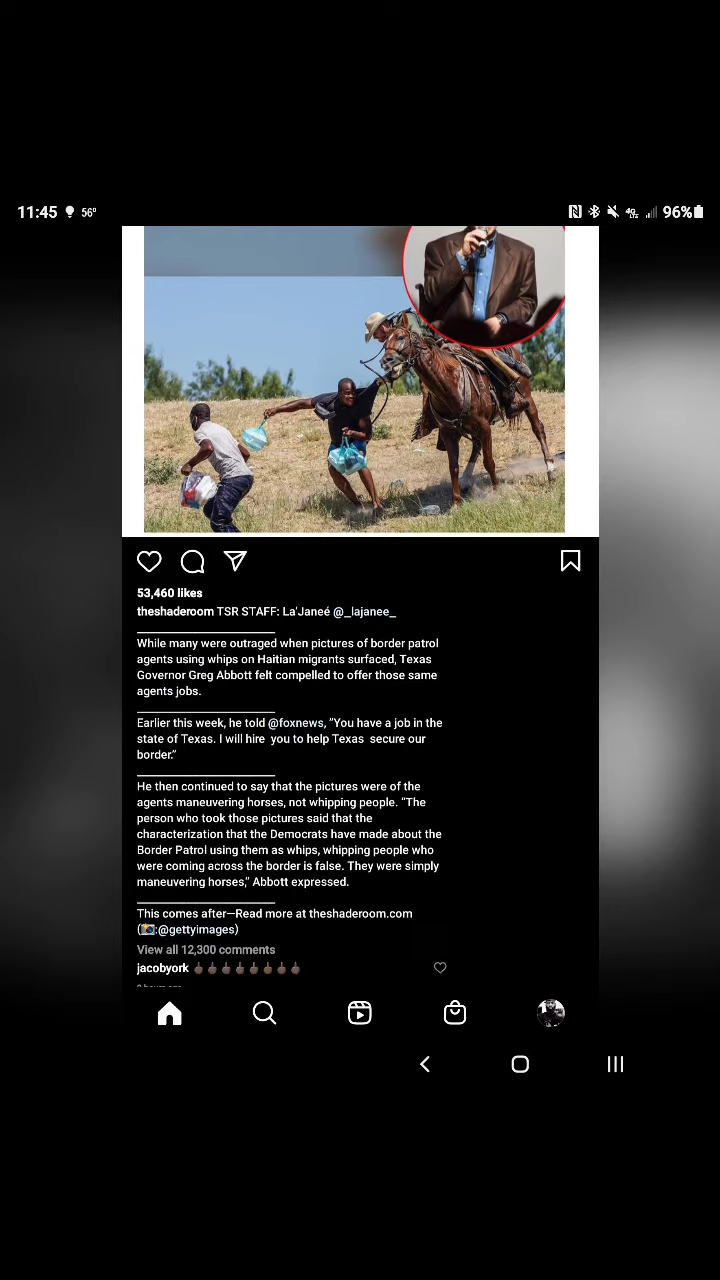 11:45 56° 96%
53,460 likes
theshaderoom TSR STAFF: La'Janeé @_lajanee_
While many were outraged when pictures of border patrol
agents using whips on Haitian migrants surfaced, Texas
Governor Greg Abbott felt compelled to offer those same
agents jobs.
Earlier this week, he told @foxnews, "You have a job in the
state of Texas. I will hire you to help Texas secure our
border."
He then continued to say that the pictures were of the
agents maneuvering horses, not whipping people. "The
person who took those pictures said that the
characterization that the Democrats have made about the
Border Patrol using them as whips, whipping people who
were coming across the border is false. They were simply
maneuvering horses," Abbott expressed.
This comes after—Read more at theshaderoom.com
(📸:@gettyimages)
View all 12,300 comments
jacobyork